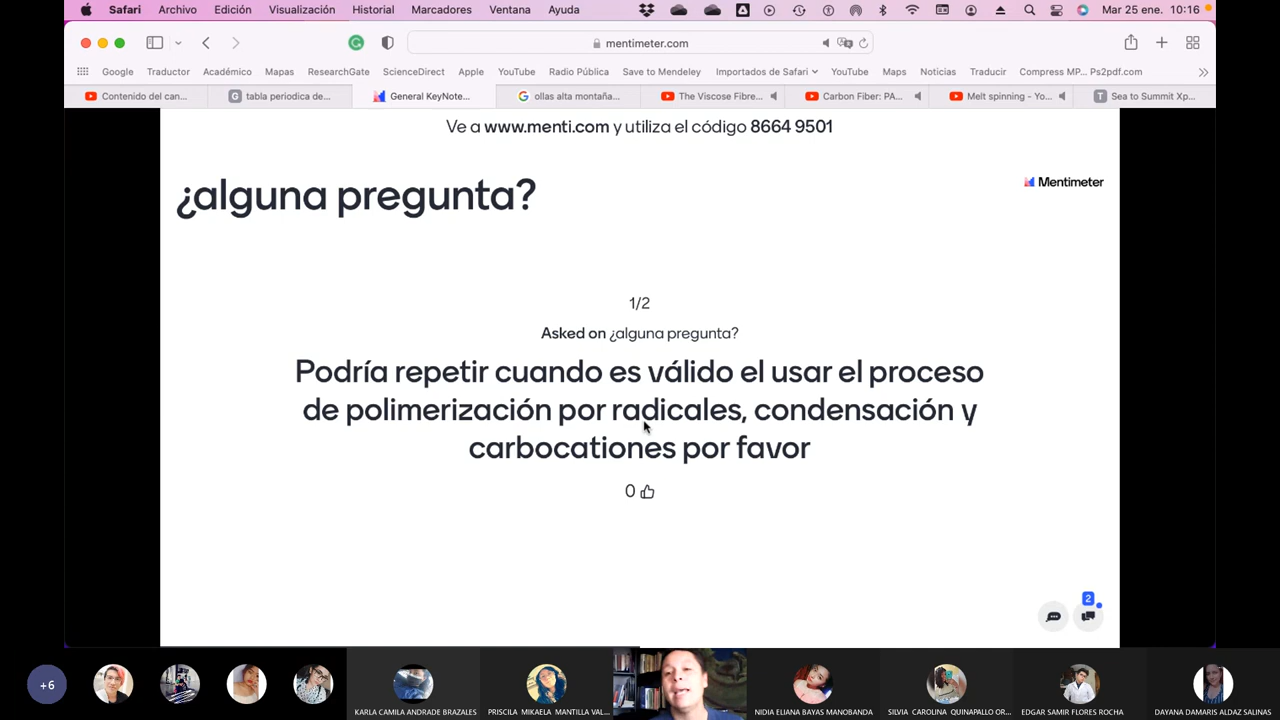 Safari Archivo Edición Visualización Historial Marcadores Ventana Ayuda Mar 25 ene. 10:16
mentimeter.com
Google Traductor Académico Mapas ResearchGate ScienceDirect Apple YouTube Radio Pública Save to Mendeley Importados de Safari YouTube Maps Noticias Traducir Compress MP... Ps2pdf.com
Contenido del can... tabla periodica de... General KeyNote... ollas alta montaña... The Viscose Fibre... Carbon Fiber: PA... Melt spinning - Yo... Sea to Summit Xp...
Ve a www.menti.com y utiliza el código 8664 9501
¿alguna pregunta?
Mentimeter
1/2
Asked on ¿alguna pregunta?
Podría repetir cuando es válido el usar el proceso
de polimerización por radicales, condensación y
carbocationes por favor
0
2
+6
KARLA CAMILA ANDRADE BRAZALES PRISCILA MIKAELA MANTILLA VAL... NIDIA ELIANA BAYAS MANOBANDA SILVIA CAROLINA QUINAPALLO OR... EDGAR SAMIR FLORES ROCHA DAYANA DAMARIS ALDAZ SALINAS